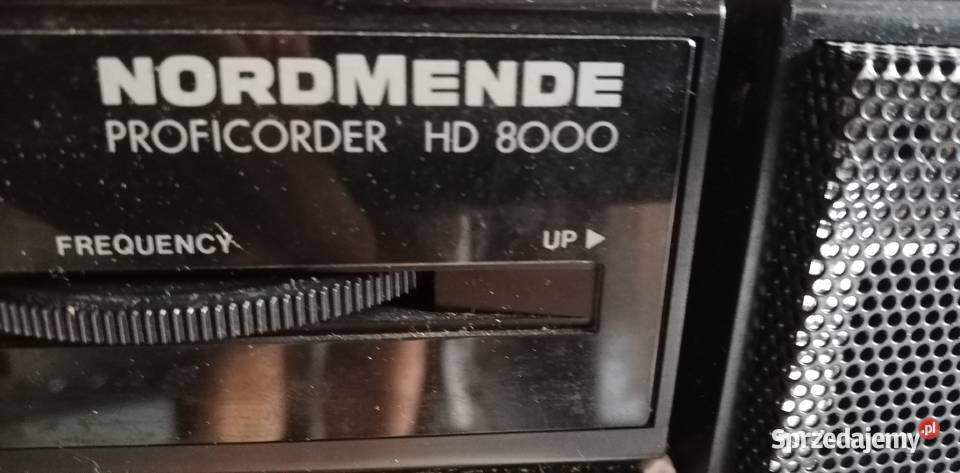 NORDMENDE
PROFICORDER HD 8000
FREQUENCY UP ▶
Sprzedajemy.pl